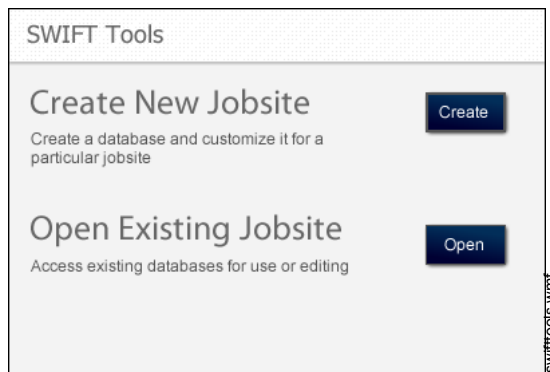 SWIFT Tools
Create New Jobsite
Create
Create a database and customize it for a
particular jobsite
Open Existing Jobsite
Open
Access existing databases for use or editing
swifttools.wmf